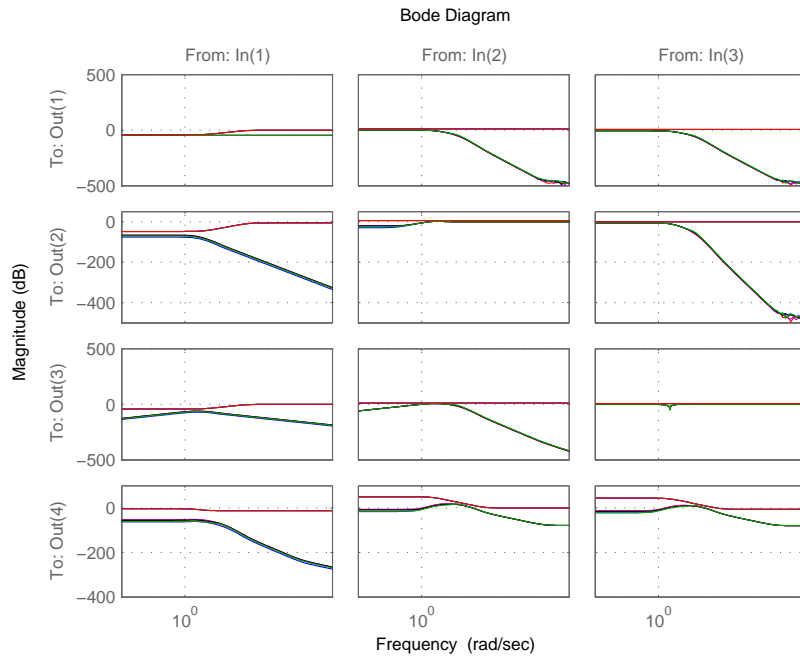 Bode Diagram
From: In(1)
From: In(2)
From: In(3)
To: Out(1)
500
0
−500
To: Out(2)
0
−200
−400
To: Out(3)
500
0
−500
To: Out(4)
0
−200
−400
10^0
10^0
10^0
Magnitude (dB)
Frequency (rad/sec)